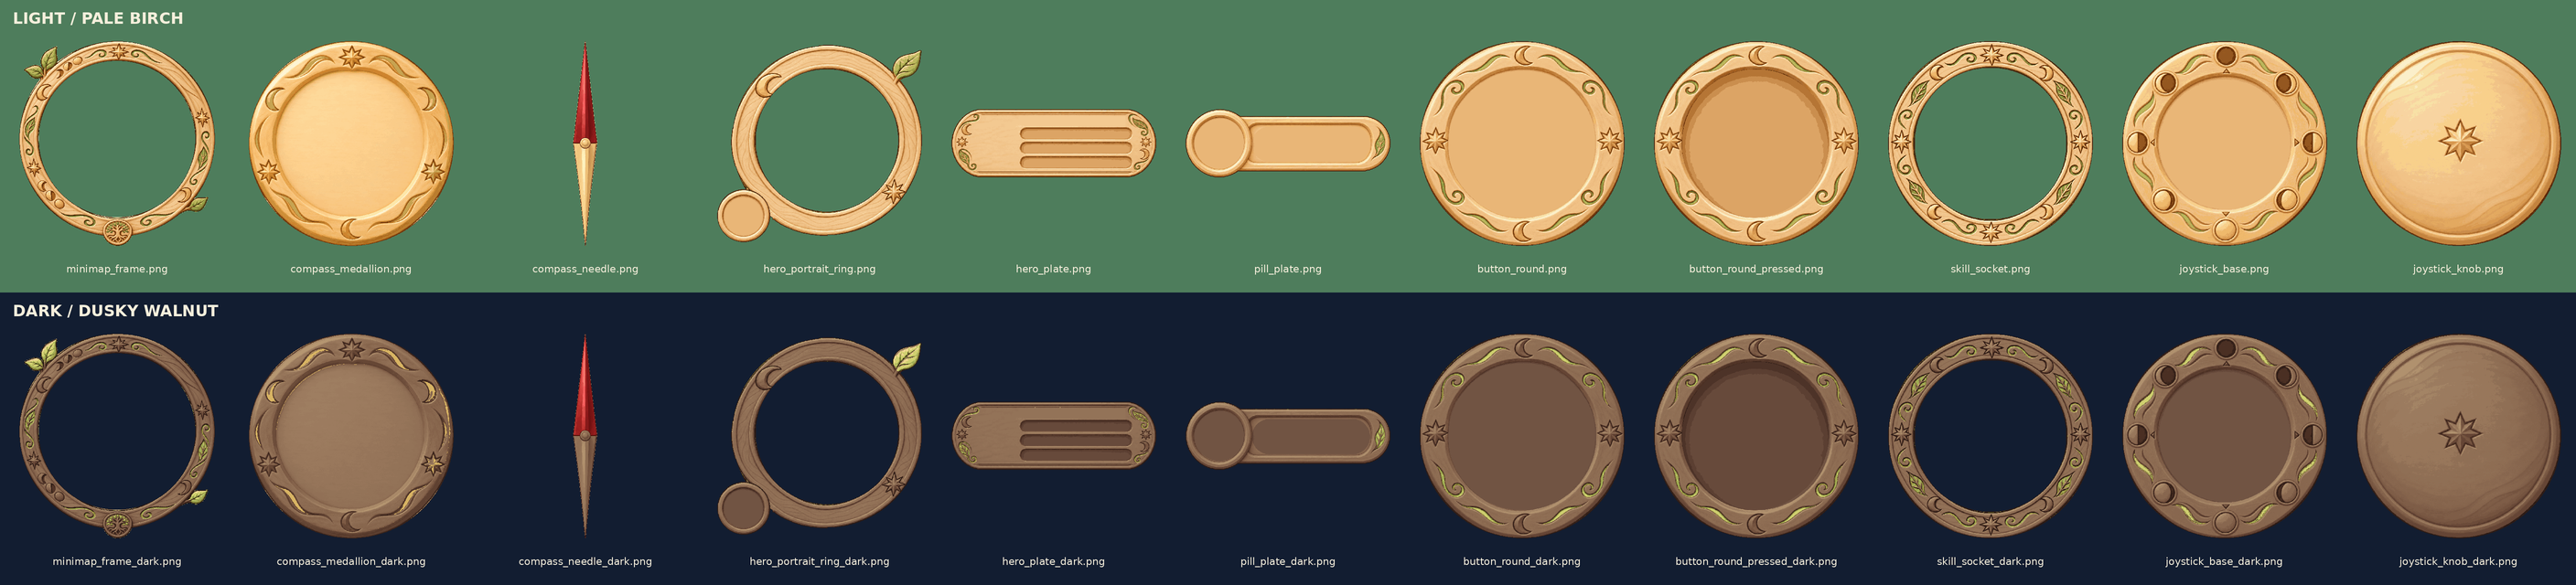 LIGHT / PALE BIRCH
minimap_frame.png
compass_medallion.png
compass_needle.png
hero_portrait_ring.png
hero_plate.png
pill_plate.png
button_round.png
button_round_pressed.png
skill_socket.png
joystick_base.png
joystick_knob.png
DARK / DUSKY WALNUT
minimap_frame_dark.png
compass_medallion_dark.png
compass_needle_dark.png
hero_portrait_ring_dark.png
hero_plate_dark.png
pill_plate_dark.png
button_round_dark.png
button_round_pressed_dark.png
skill_socket_dark.png
joystick_base_dark.png
joystick_knob_dark.png